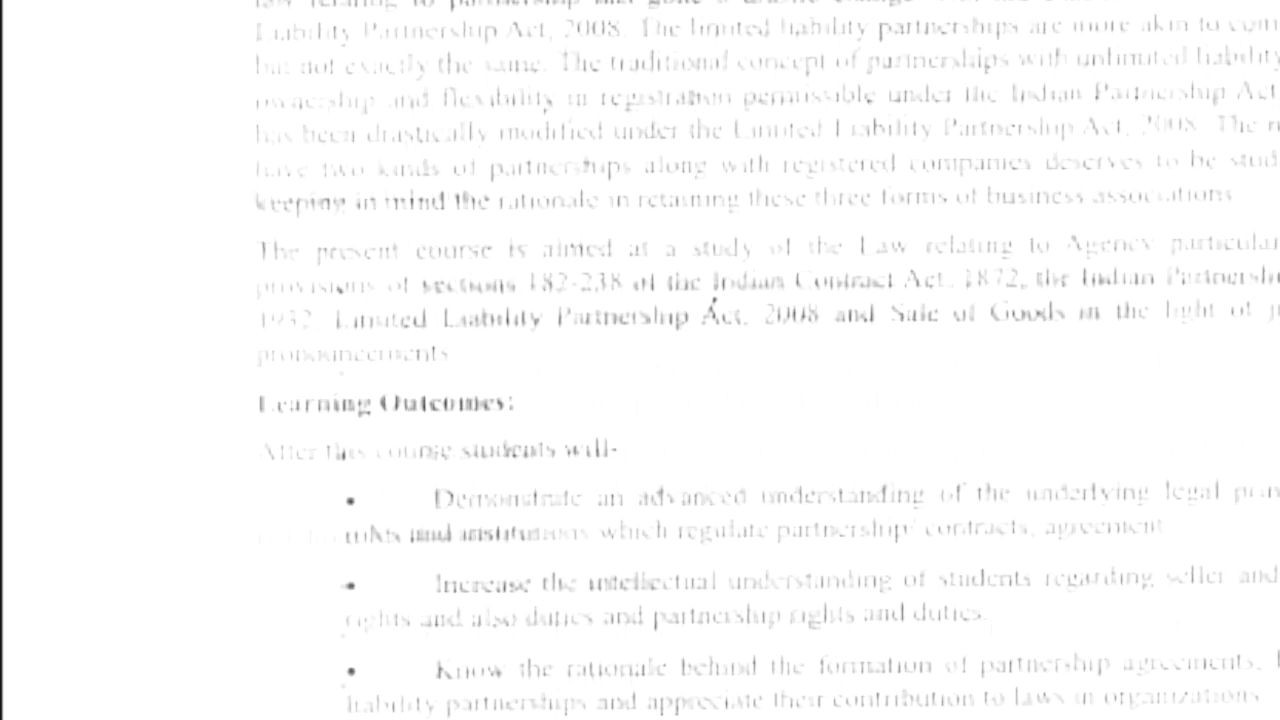 law relating to partnership
Liability Partnership Act, 2008. The limited liability partnerships are more akin to com
but not exactly the same. The traditional concept of partnerships with unlimited liability
ownership and flexibility in registration permissible under the Indian Partnership Act
has been drastically modified under the Limited Liability Partnership Act, 2008. The
have two kinds of partnerships along with registered companies deserves to be stud
keeping in mind the rationale in retaining these three forms of business associations
The present course is aimed at a study of the Law relating to Agency particular
provisions of sections 182-238 of the Indian Contract Act, 1872, the Indian Partnershi
1932 Limited Liability Partnership Act, 2008 and Sale of Goods in the light of ju
pronouncements
Learning Outcomes:
After this course students will-
• Demonstrate an advanced understanding of the underlying legal prin
rules and institutions which regulate partnership/ contracts, agreement
• Increase the intellectual understanding of students regarding seller and
rights and also duties and partnership rights and duties.
• Know the rationale behind the formation of partnership agreements, l
liability partnerships and appreciate their contribution to laws in organizations